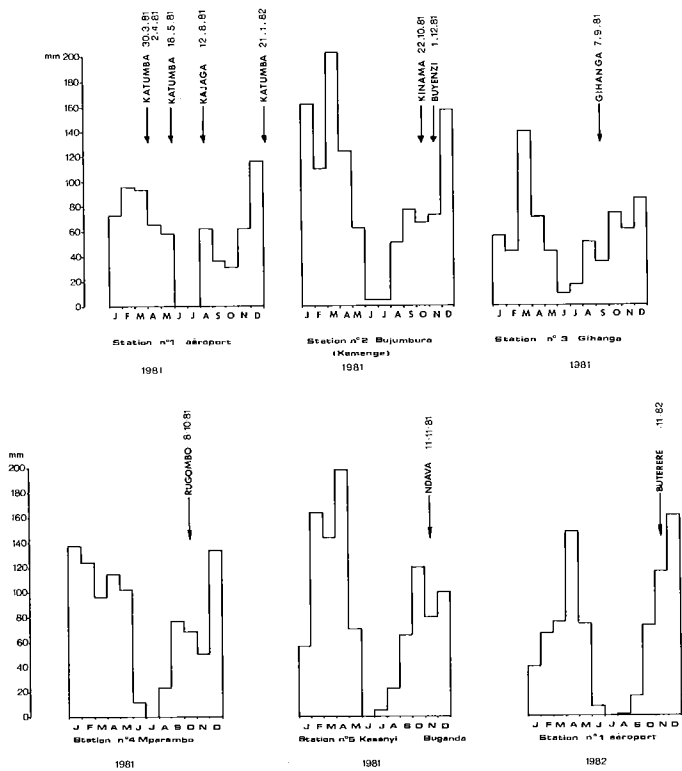 KATUMBA 30.3.81
2.4.81
KATUMBA 18.5.81
KAJAGA 12.8.81
KATUMBA 21.1.82
KINAMA 22.10.81
BUYENZI 1.12.81
GIHANGA 7.9.81
mm 200
160
120
80
60
40
20
0
J F M A M J J A S O N D
J F M A M J J A S O N D
J F M A M J J A S O N D
Station n°1 aéroport
1981
Station n°2 Bujumbura
(Kamenge)
1981
Station n° 3 Gihanga
1981
RUGOMBO 8·10·81
NDAVA 11·11·81
BUTERERE ·11·82
mm
200
180
160
140
120
100
80
60
40
20
0
J F M A M J J A S O N D
J F M A M J J A S O N D
J F M A M J J A S O N D
Station n°4 Mparambo
1981
Station n°5 Kasenyi Buganda
1981
Station n°1 aéroport
1982